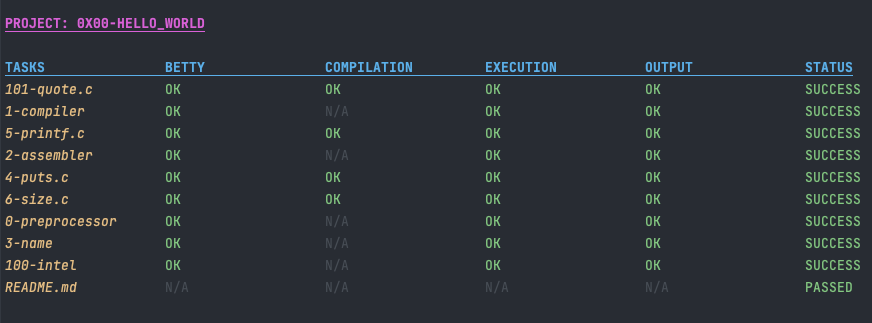 PROJECT: 0X00-HELLO_WORLD
TASKS BETTY COMPILATION EXECUTION OUTPUT STATUS
101-quote.c OK OK OK OK SUCCESS
1-compiler OK N/A OK OK SUCCESS
5-printf.c OK OK OK OK SUCCESS
2-assembler OK N/A OK OK SUCCESS
4-puts.c OK OK OK OK SUCCESS
6-size.c OK OK OK OK SUCCESS
0-preprocessor OK N/A OK OK SUCCESS
3-name OK N/A OK OK SUCCESS
100-intel OK N/A OK OK SUCCESS
README.md N/A N/A N/A N/A PASSED